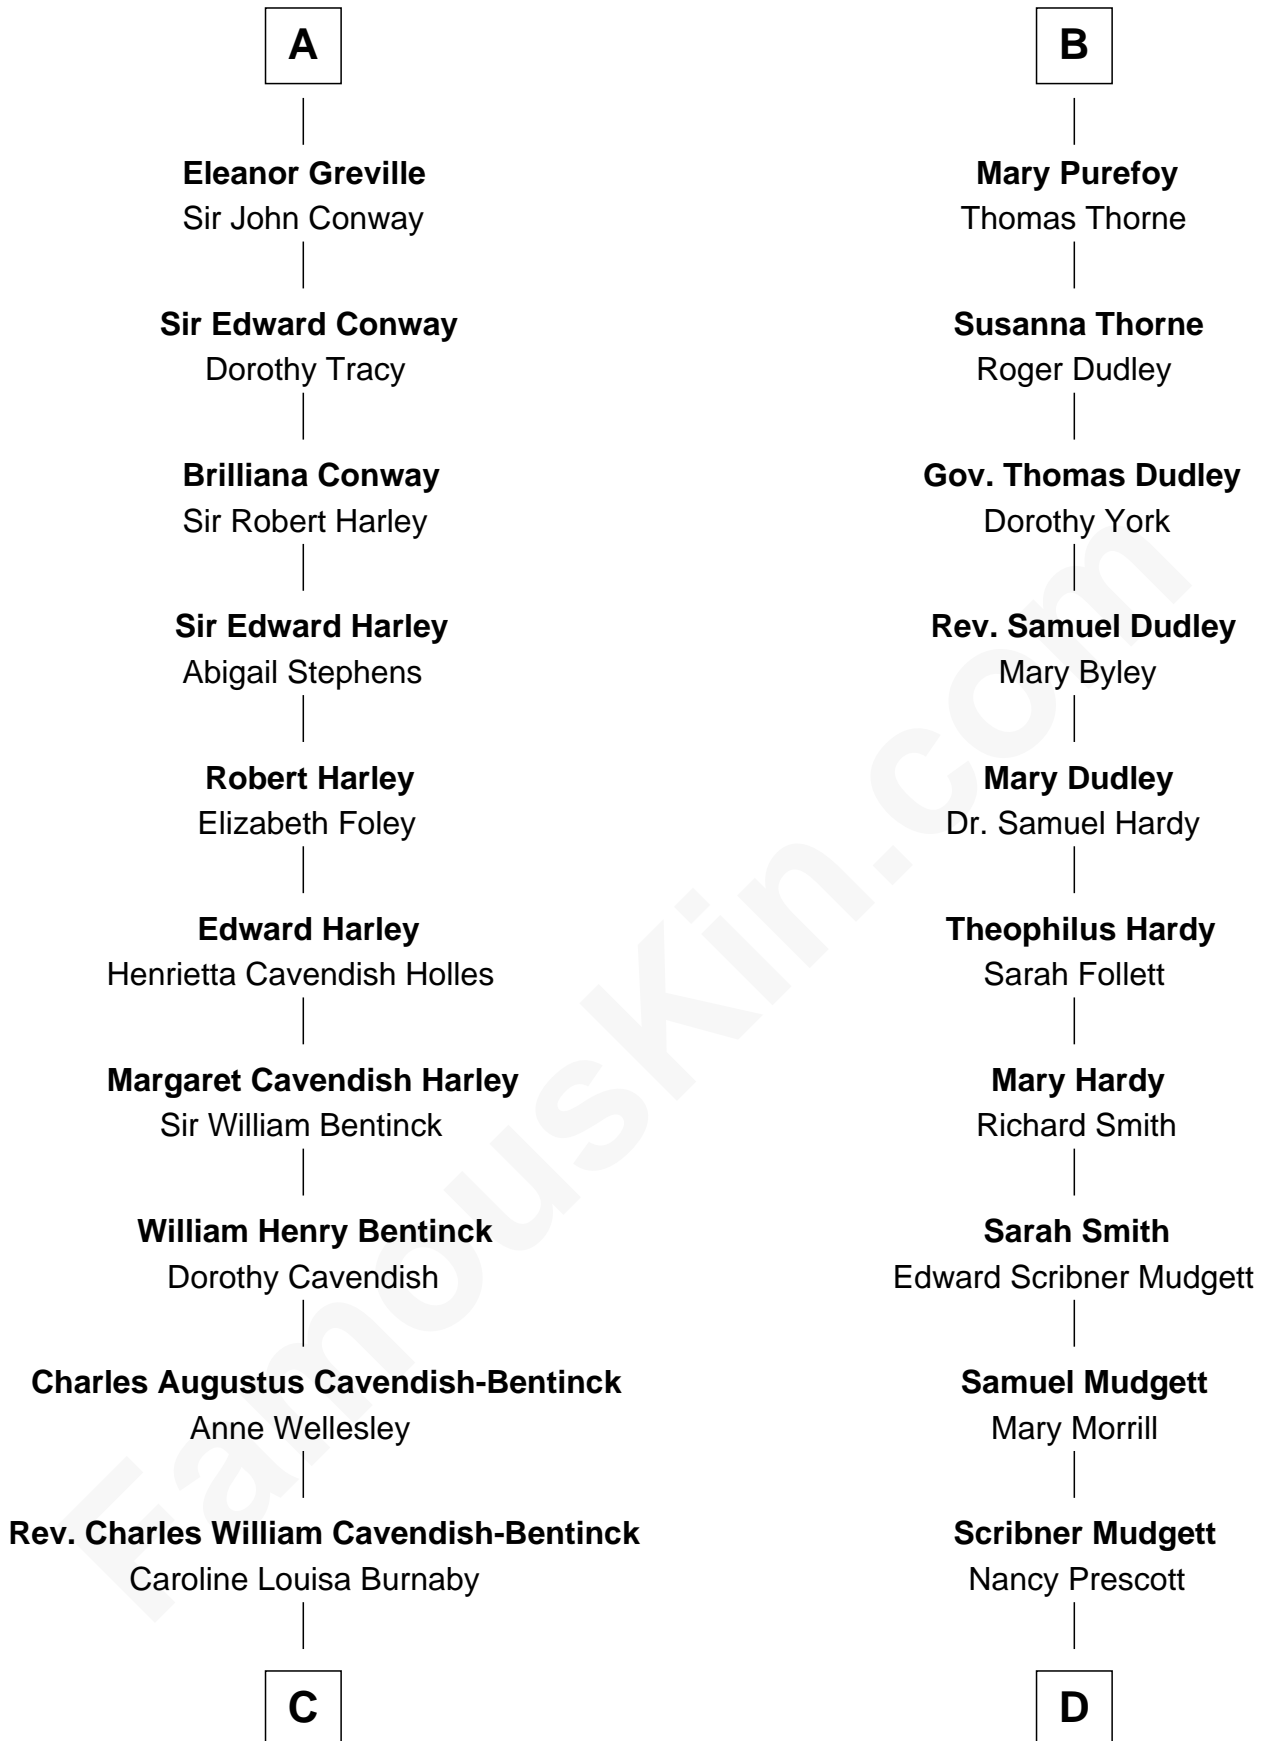 A
Eleanor Greville
Sir John Conway
Sir Edward Conway
Dorothy Tracy
Brilliana Conway
Sir Robert Harley
Sir Edward Harley
Abigail Stephens
Robert Harley
Elizabeth Foley
Edward Harley
Henrietta Cavendish Holles
Margaret Cavendish Harley
Sir William Bentinck
William Henry Bentinck
Dorothy Cavendish
Charles Augustus Cavendish-Bentinck
Anne Wellesley
Rev. Charles William Cavendish-Bentinck
Caroline Louisa Burnaby
C
B
Mary Purefoy
Thomas Thorne
Susanna Thorne
Roger Dudley
Gov. Thomas Dudley
Dorothy York
Rev. Samuel Dudley
Mary Byley
Mary Dudley
Dr. Samuel Hardy
Theophilus Hardy
Sarah Follett
Mary Hardy
Richard Smith
Sarah Smith
Edward Scribner Mudgett
Samuel Mudgett
Mary Morrill
Scribner Mudgett
Nancy Prescott
D
FamousKin.com